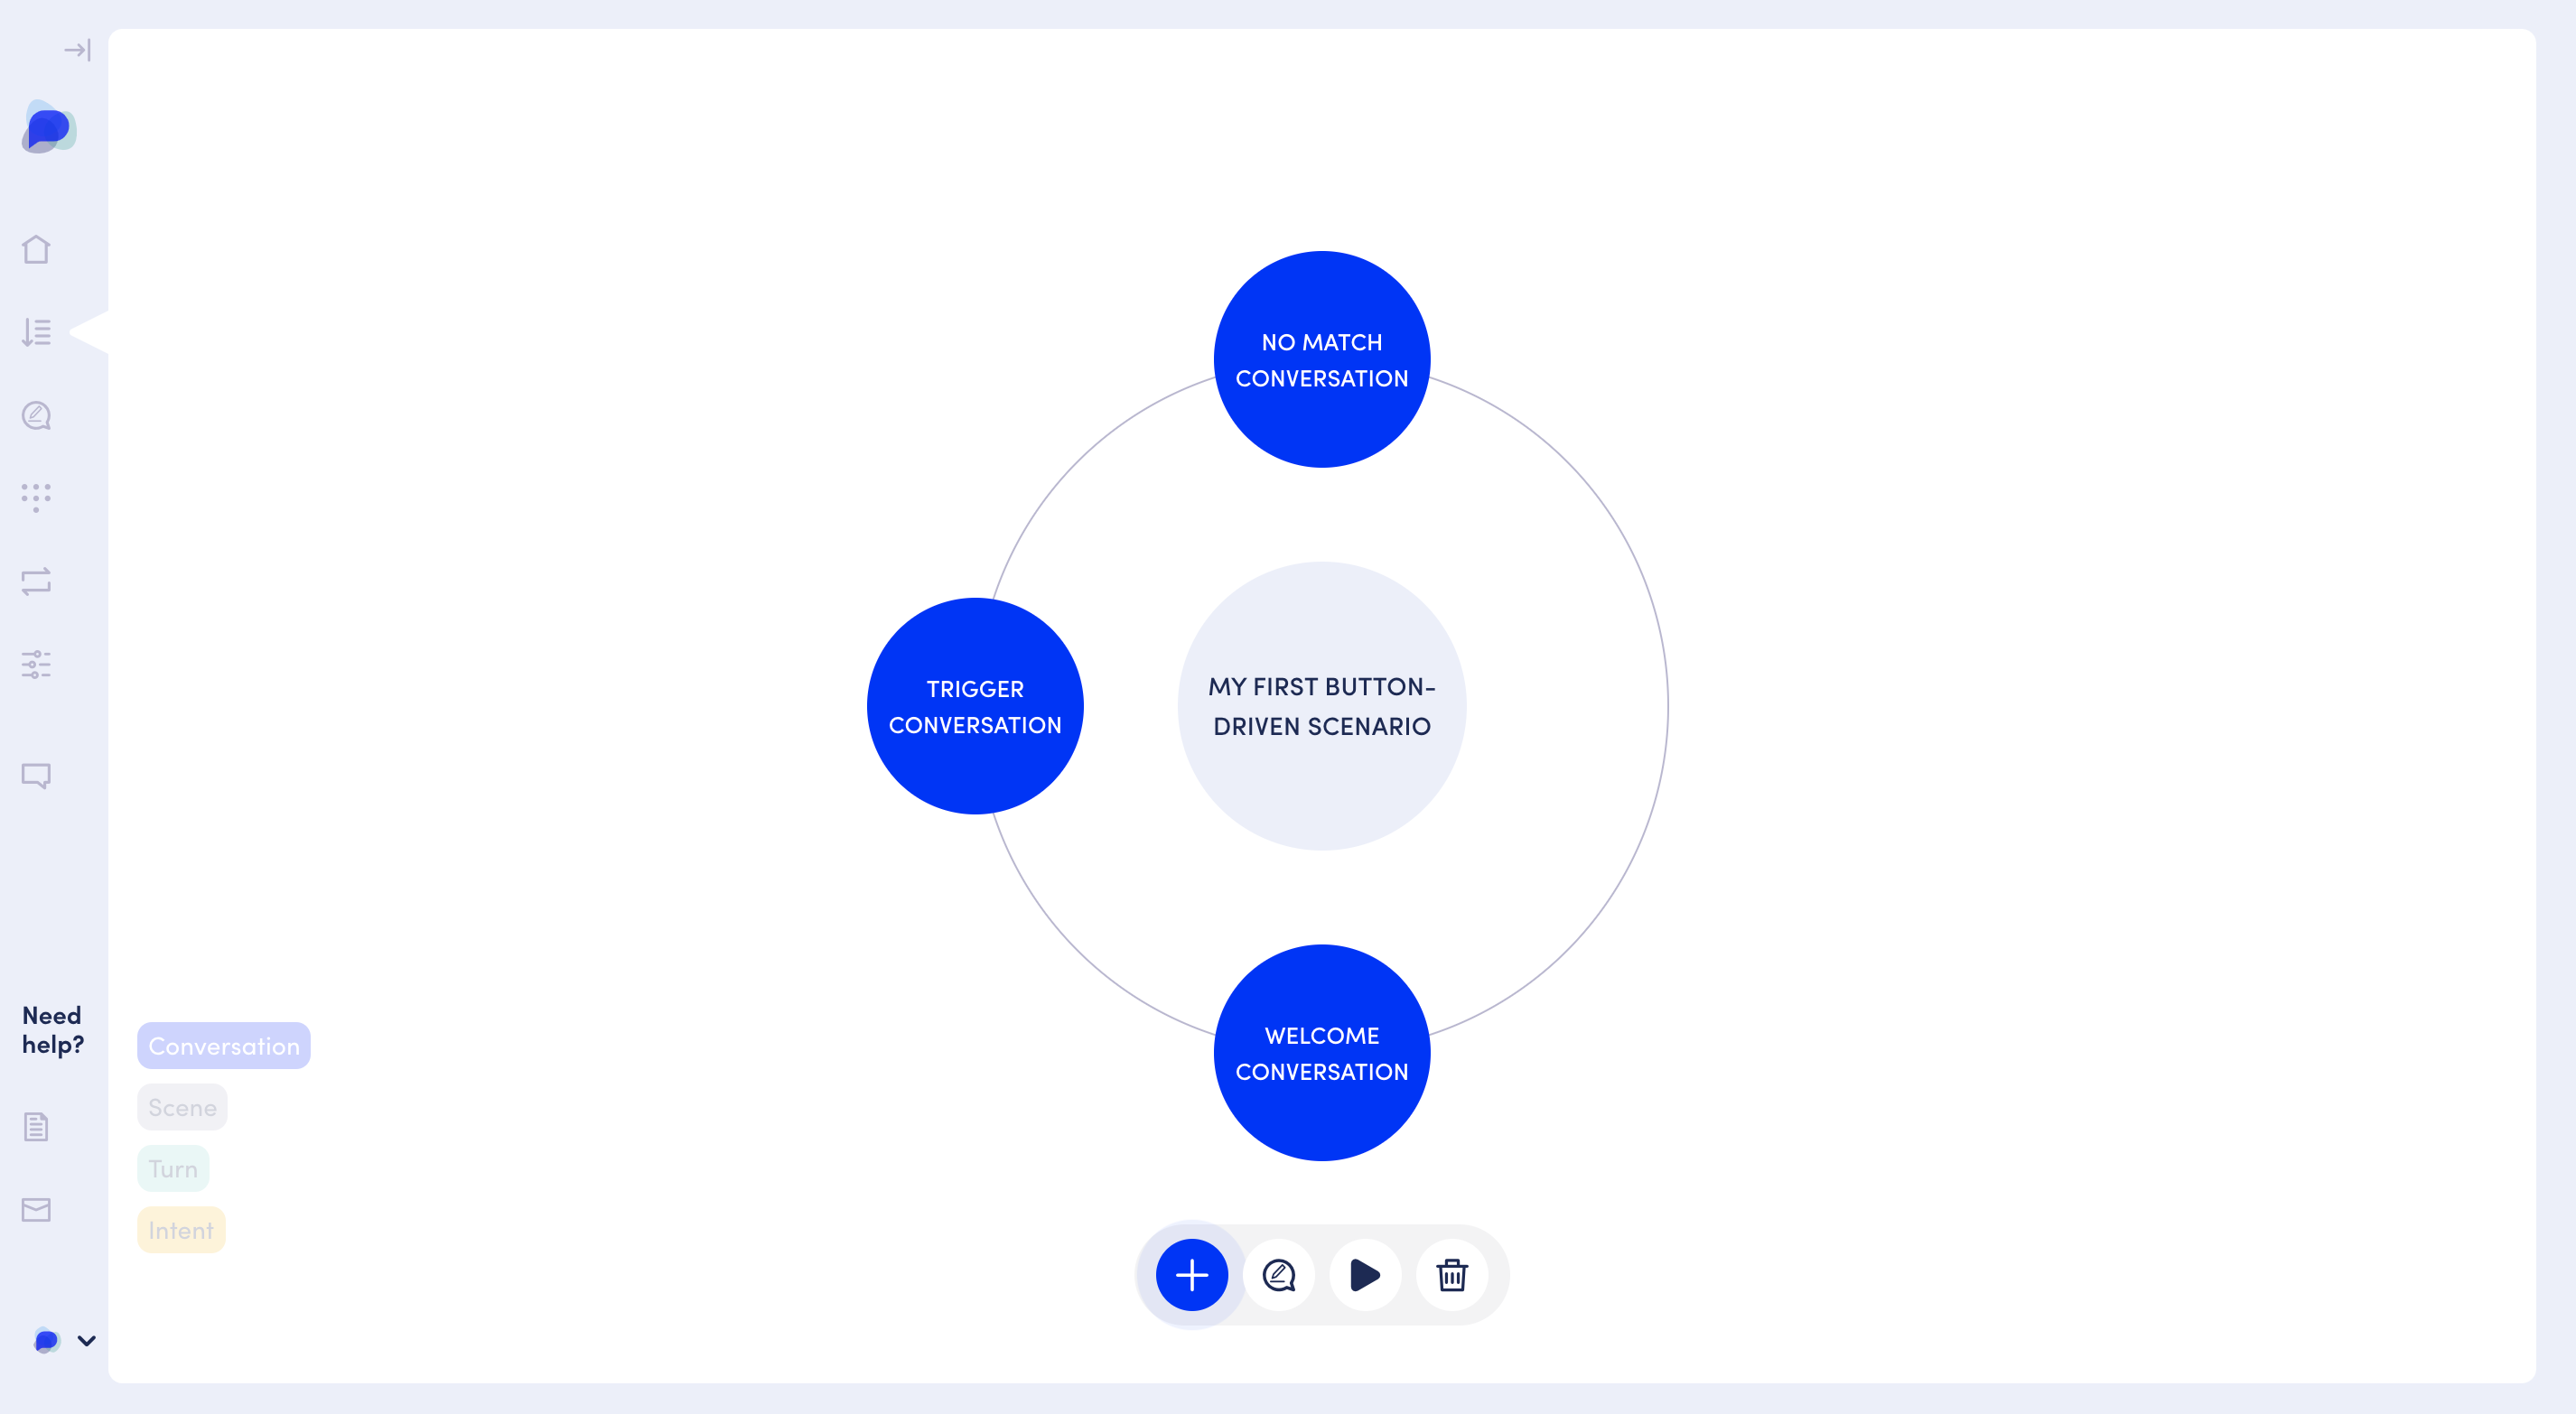 NO MATCH
CONVERSATION
TRIGGER
CONVERSATION
MY FIRST BUTTON-
DRIVEN SCENARIO
WELCOME
CONVERSATION
Need
help?
Conversation
Scene
Turn
Intent